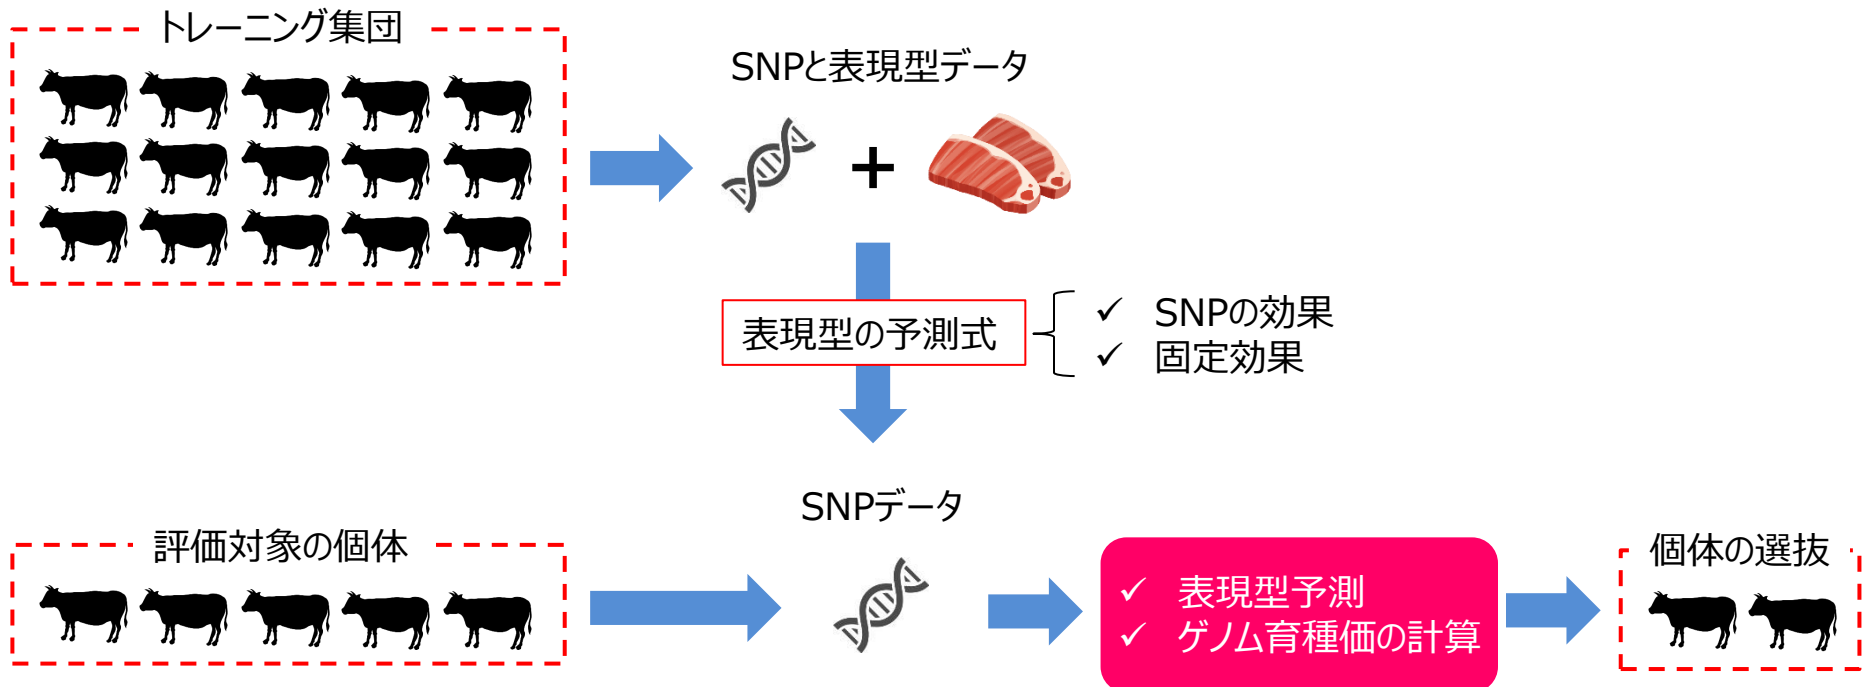 トレーニング集団
SNPと表現型データ
表現型の予測式
✓ SNPの効果
✓ 固定効果
SNPデータ
評価対象の個体
✓ 表現型予測
✓ ゲノム育種価の計算
個体の選抜